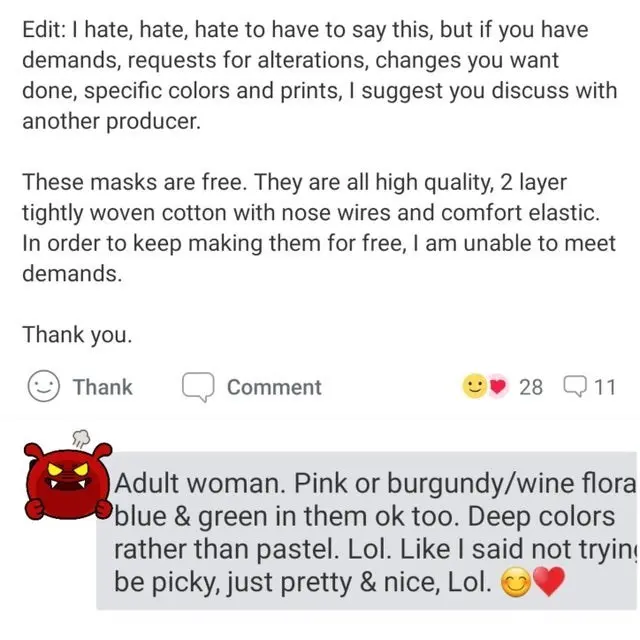 Edit: I hate, hate, hate to have to say this, but if you have
demands, requests for alterations, changes you want
done, specific colors and prints, I suggest you discuss with
another producer.
These masks are free. They are all high quality, 2 layer
tightly woven cotton with nose wires and comfort elastic.
In order to keep making them for free, I am unable to meet
demands.
Thank you.
Thank Comment 28 11
Adult woman. Pink or burgundy/wine flora
blue & green in them ok too. Deep colors
rather than pastel. Lol. Like I said not tryin
be picky, just pretty & nice, Lol. 😊❤️